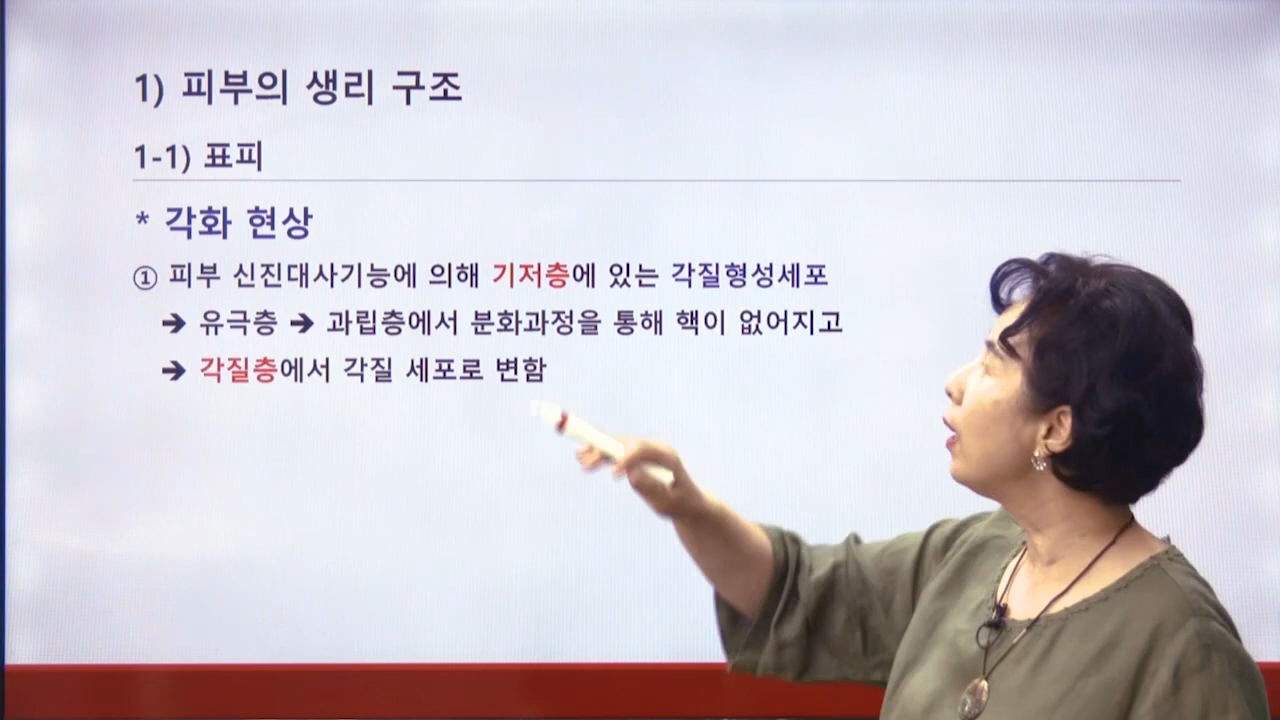 1) 피부의 생리 구조
1-1) 표피
* 각화 현상
① 피부 신진대사기능에 의해 기저층에 있는 각질형성세포
➔ 유극층 ➔ 과립층에서 분화과정을 통해 핵이 없어지고
➔ 각질층에서 각질 세포로 변함